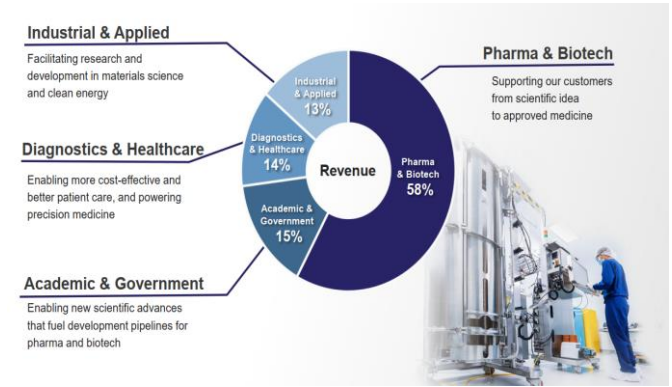 Industrial & Applied
Facilitating research and
development in materials science
and clean energy
Diagnostics & Healthcare
Enabling more cost-effective and
better patient care, and powering
precision medicine
Academic & Government
Enabling new scientific advances
that fuel development pipelines for
pharma and biotech
Industrial
& Applied
13%
Diagnostics
& Healthcare
14%
Academic &
Government
15%
Revenue
Pharma
& Biotech
58%
Pharma & Biotech
Supporting our customers
from scientific idea
to approved medicine